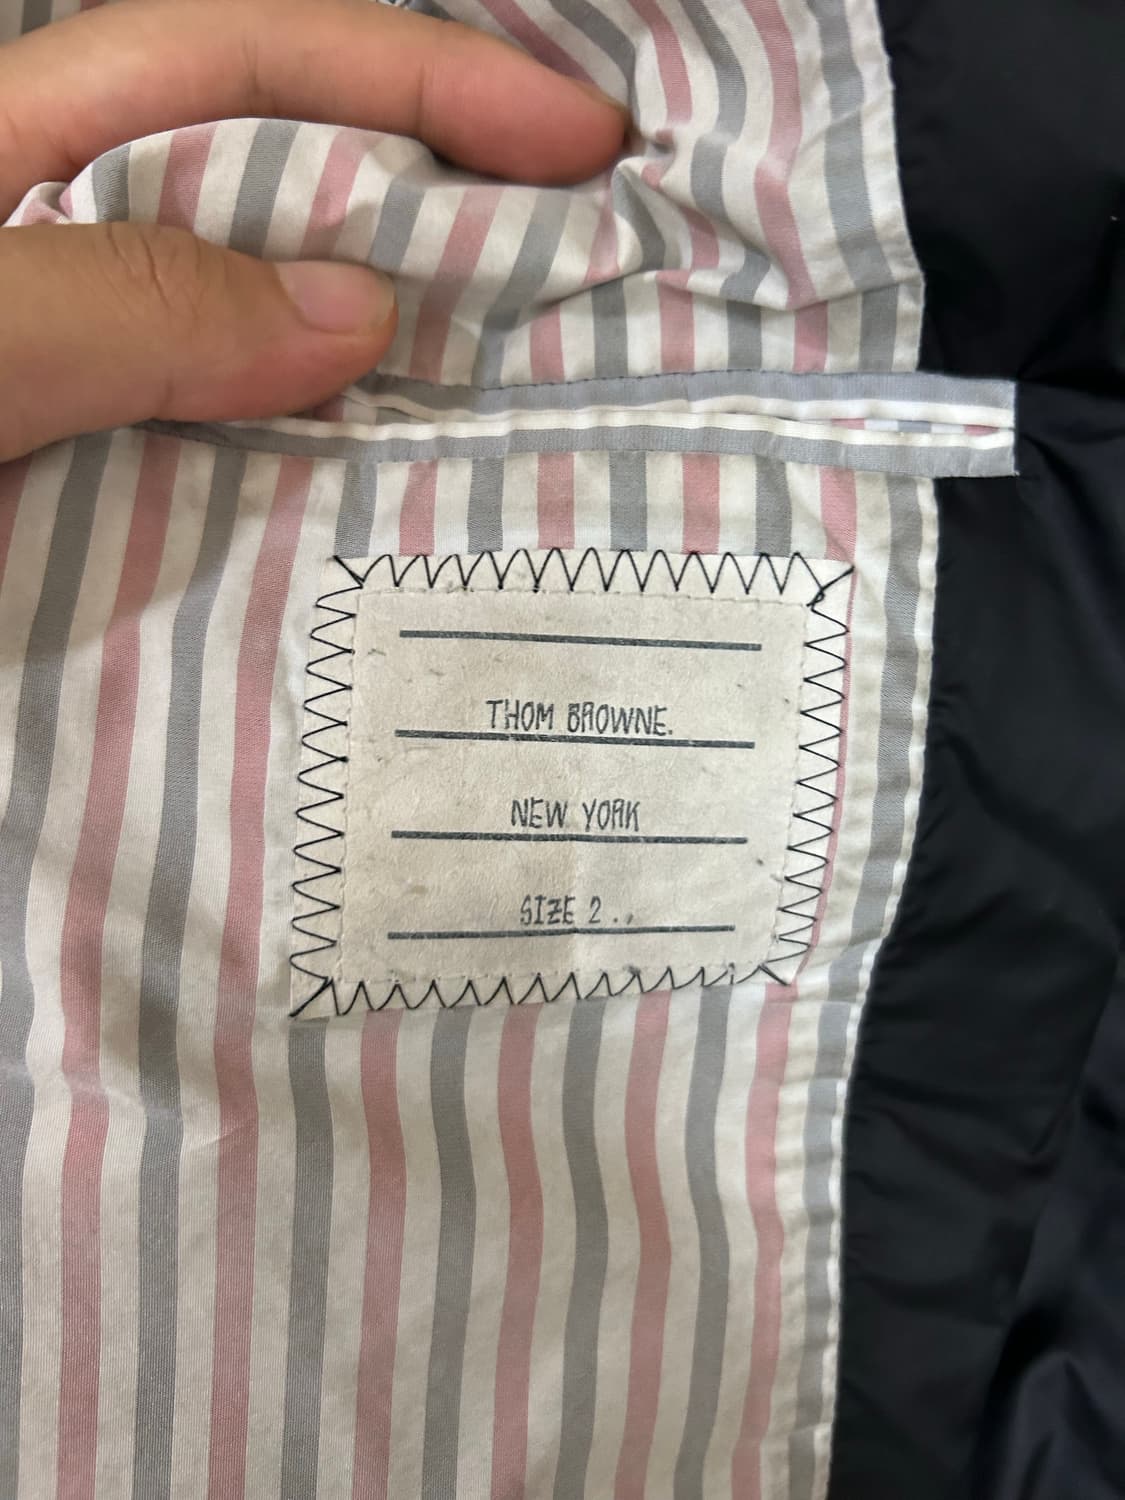 THOM BROWNE.
NEW YORK
SIZE 2 . .